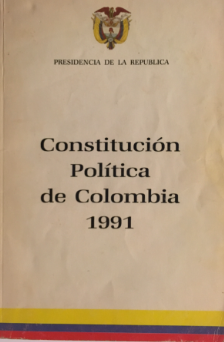 PRESIDENCIA DE LA REPUBLICA
Constitución
Política
de Colombia
1991